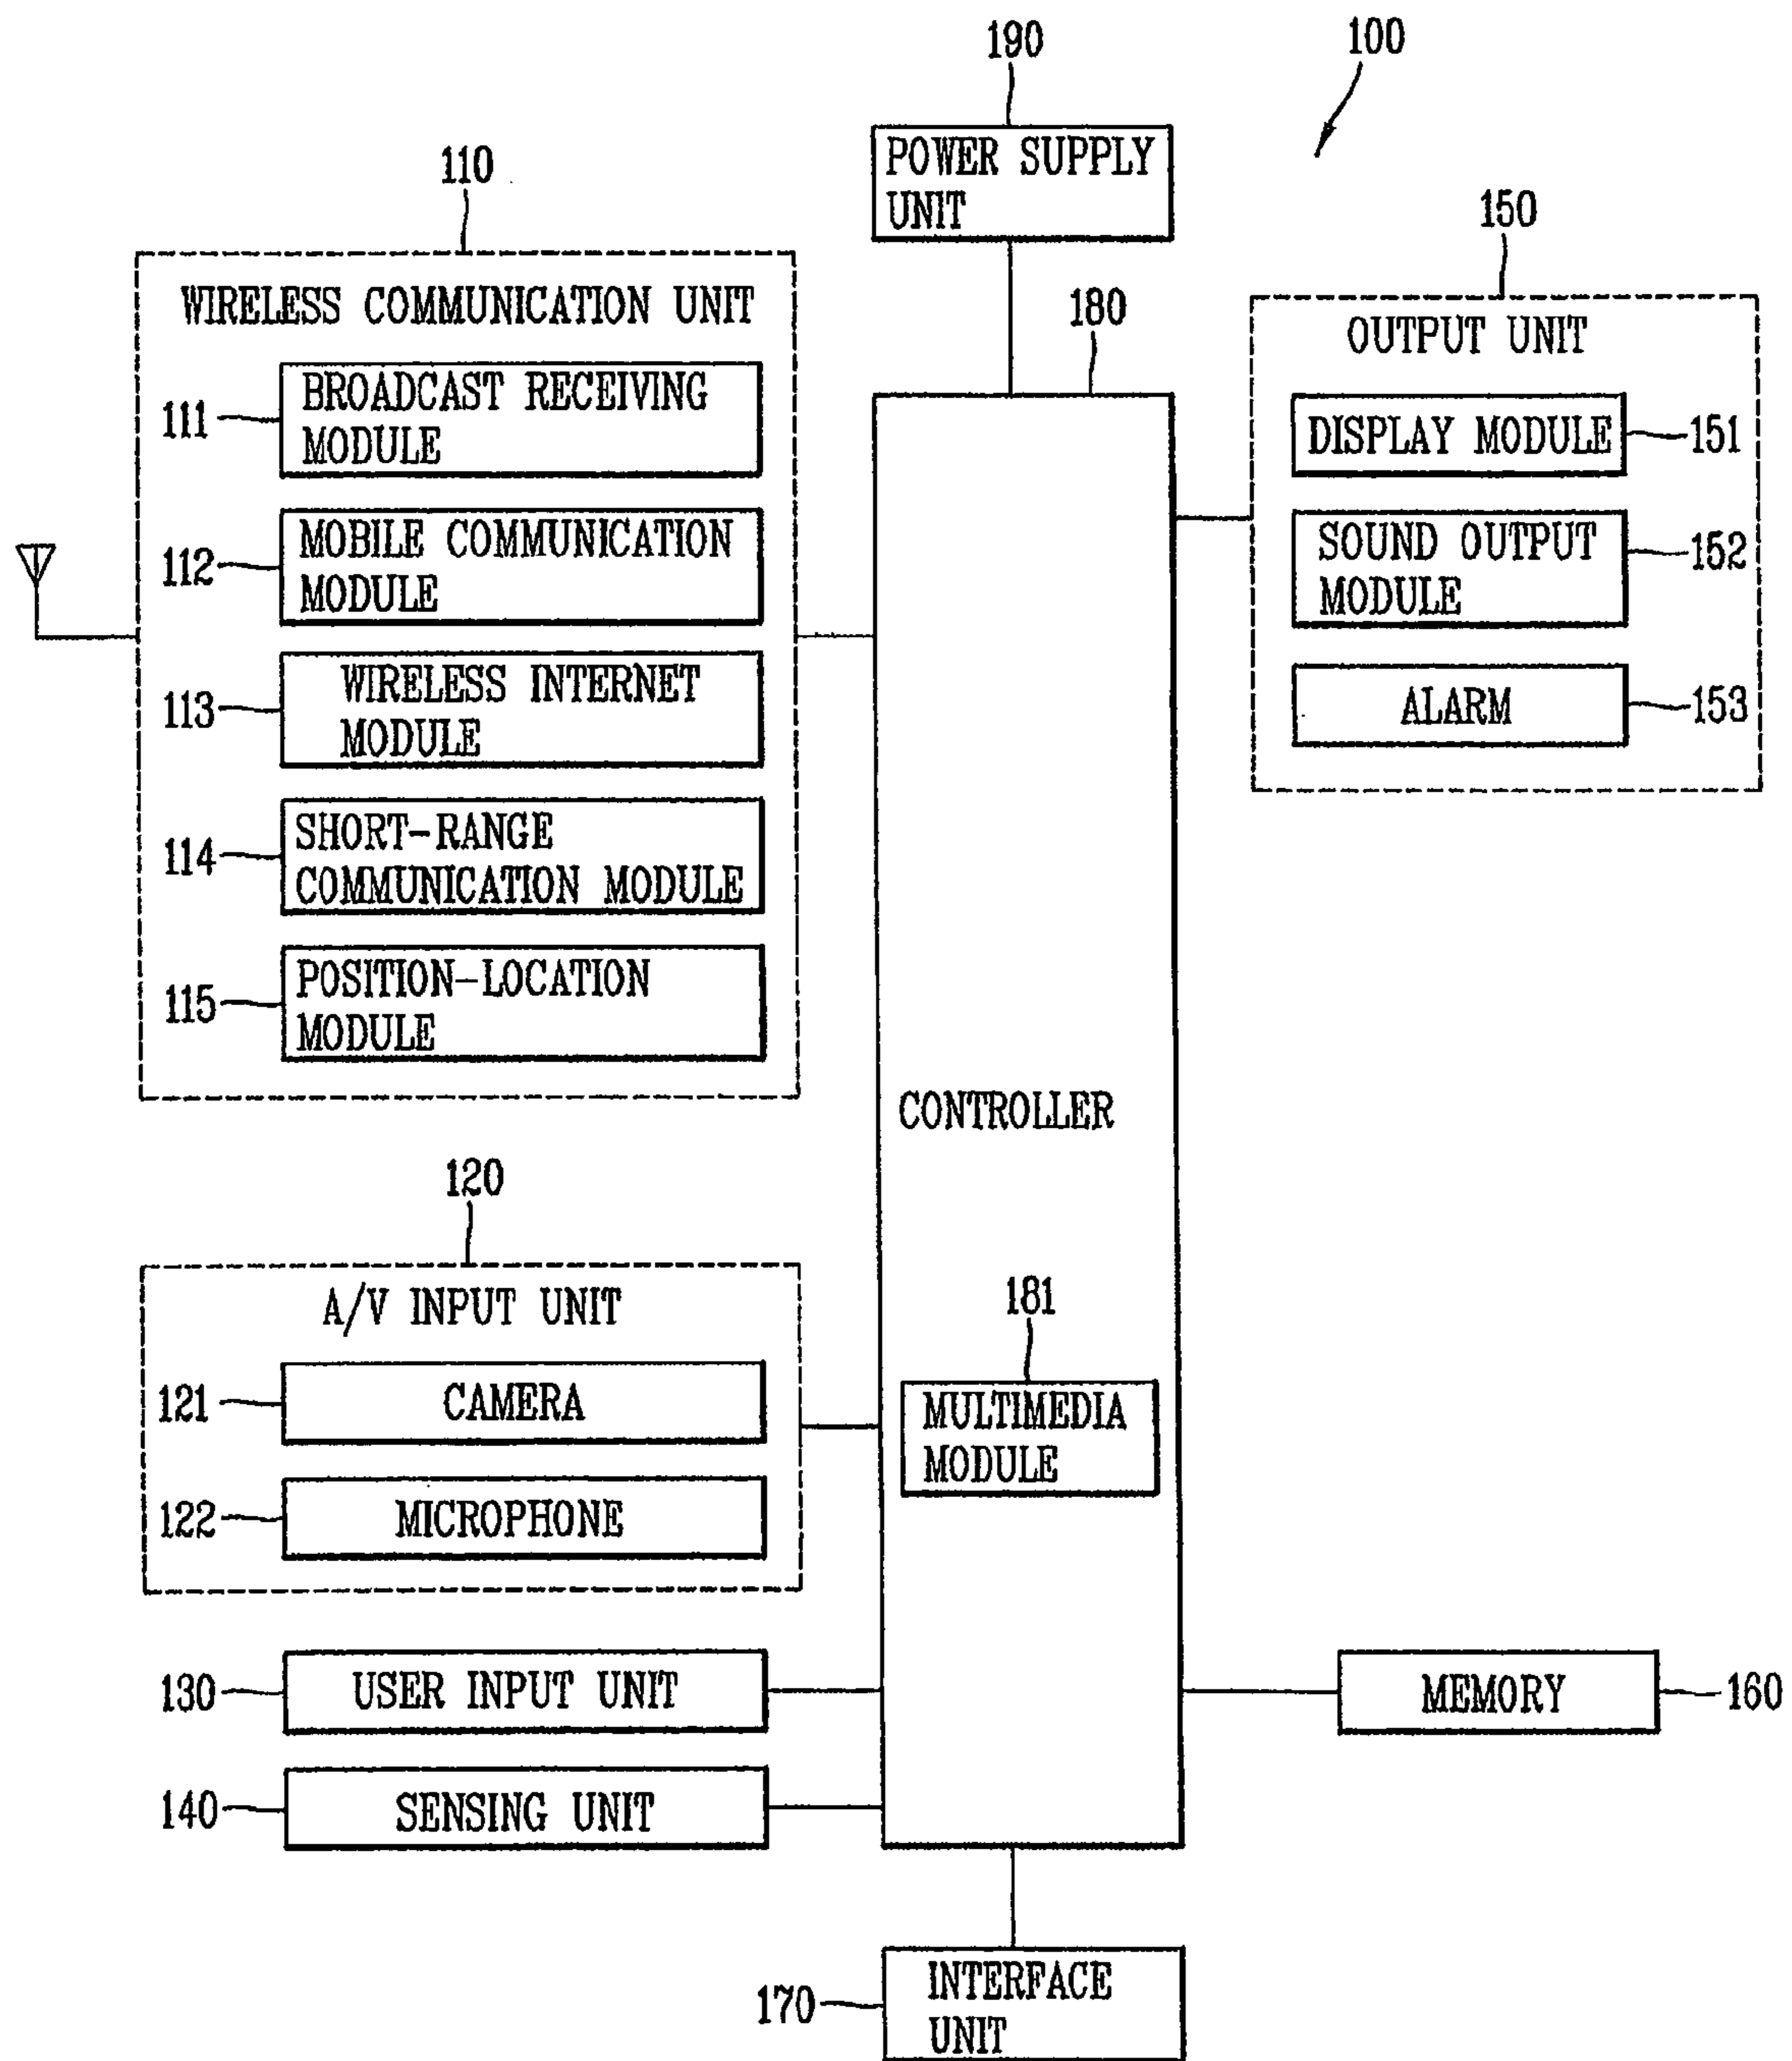 190
100
POWER SUPPLY
UNIT
110
WIRELESS COMMUNICATION UNIT
111
BROADCAST RECEIVING
MODULE
112
MOBILE COMMUNICATION
MODULE
113
WIRELESS INTERNET
MODULE
114
SHORT-RANGE
COMMUNICATION MODULE
115
POSITION-LOCATION
MODULE
180
CONTROLLER
150
OUTPUT UNIT
DISPLAY MODULE
151
SOUND OUTPUT
MODULE
152
ALARM
153
120
A/V INPUT UNIT
121
CAMERA
122
MICROPHONE
181
MULTIMEDIA
MODULE
130
USER INPUT UNIT
140
SENSING UNIT
MEMORY
160
170
INTERFACE
UNIT